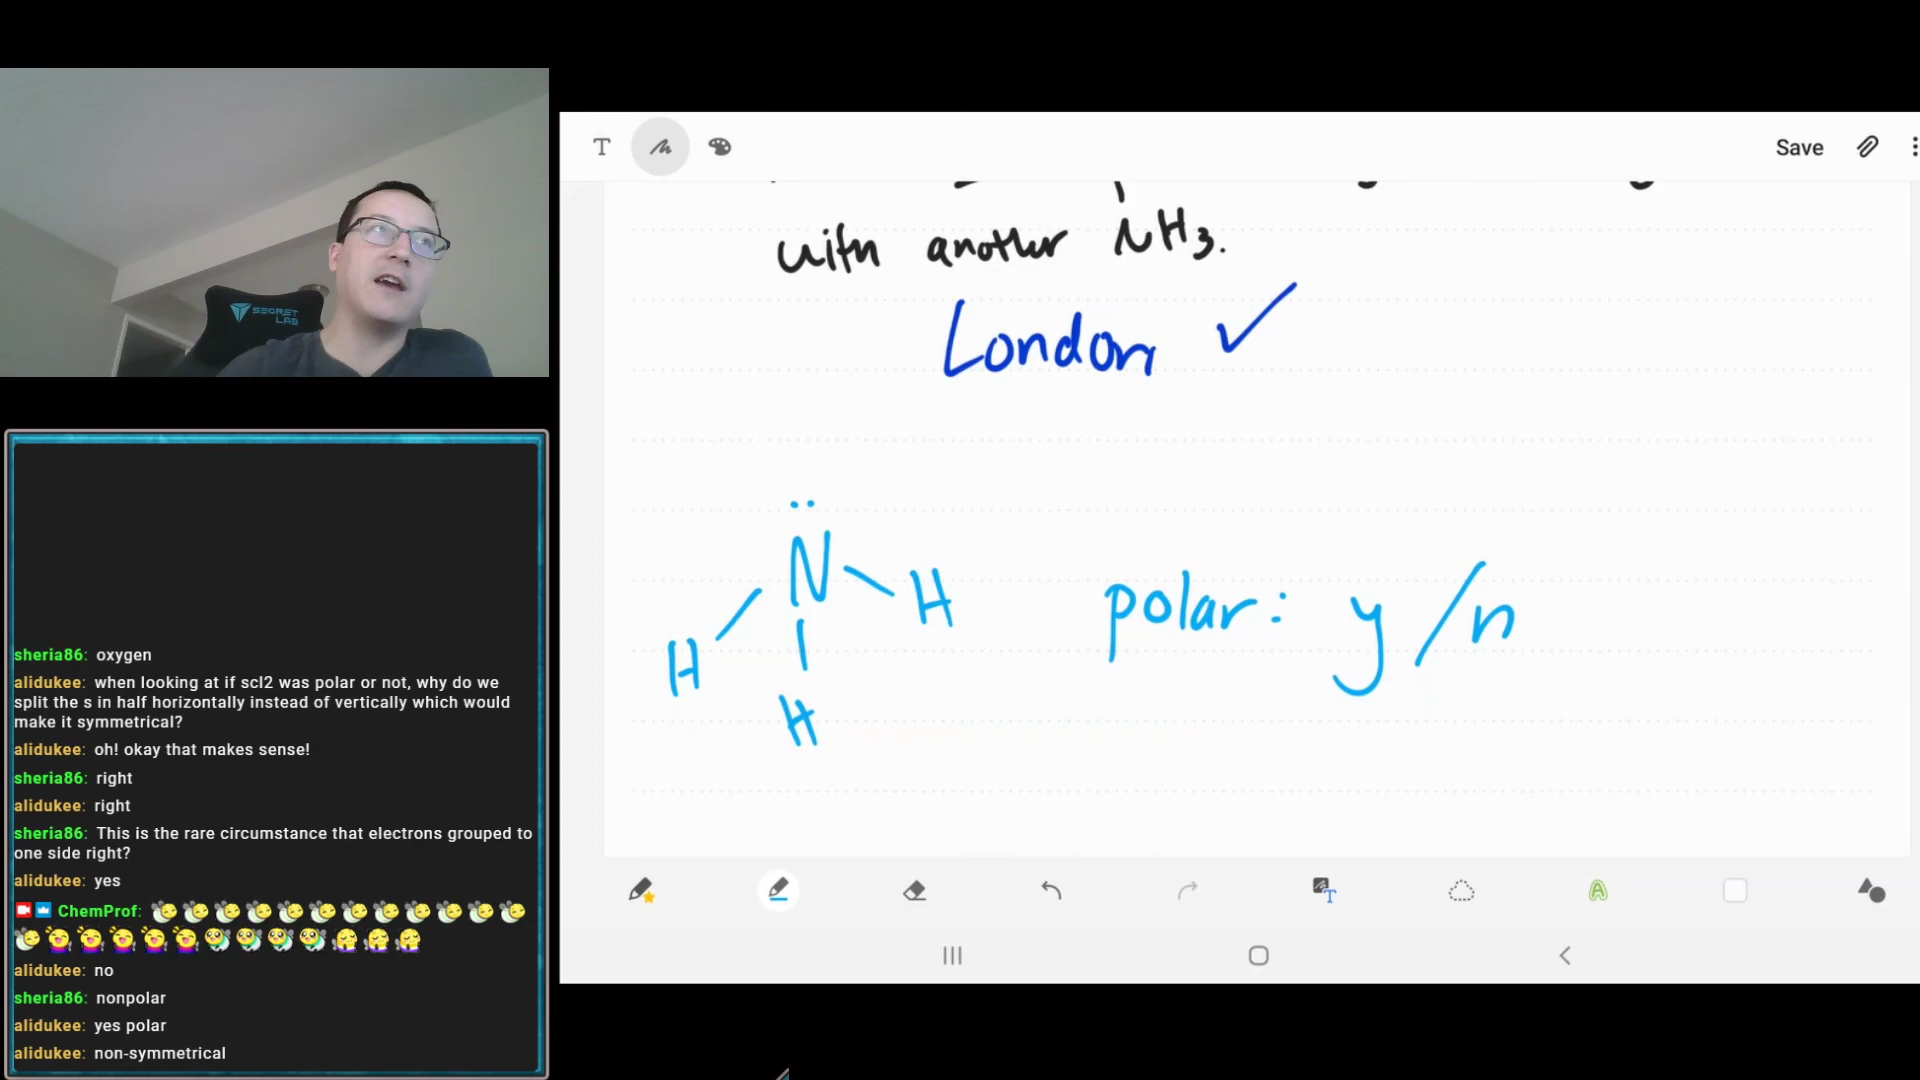 SECRET
LAB
T
Save
with another NH3.
London ✓
N
H
H
H
polar: y/n
T
A
sheria86: oxygen
alidukee: when looking at if scl2 was polar or not, why do we
split the s in half horizontally instead of vertically which would
make it symmetrical?
alidukee: oh! okay that makes sense!
sheria86: right
alidukee: right
sheria86: This is the rare circumstance that electrons grouped to
one side right?
alidukee: yes
ChemProf:
alidukee: no
sheria86: nonpolar
alidukee: yes polar
alidukee: non-symmetrical